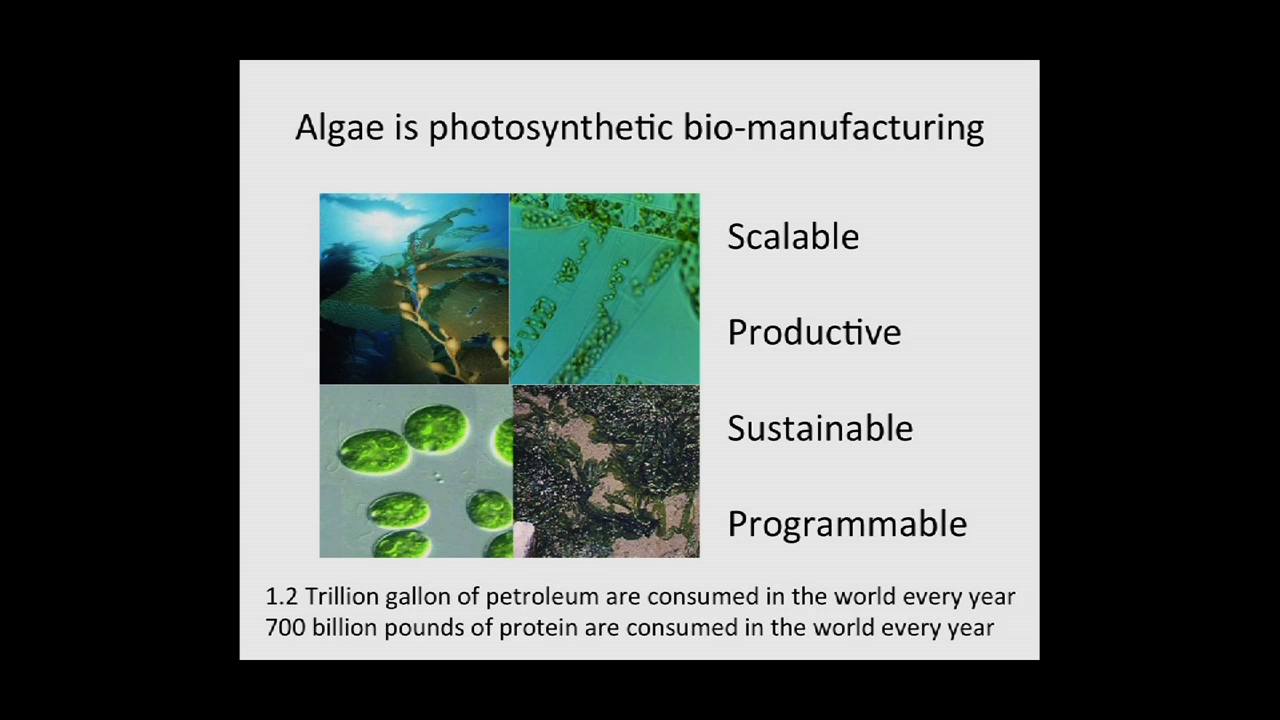 Algae is photosynthetic bio-manufacturing
Scalable
Productive
Sustainable
Programmable
1.2 Trillion gallon of petroleum are consumed in the world every year
700 billion pounds of protein are consumed in the world every year